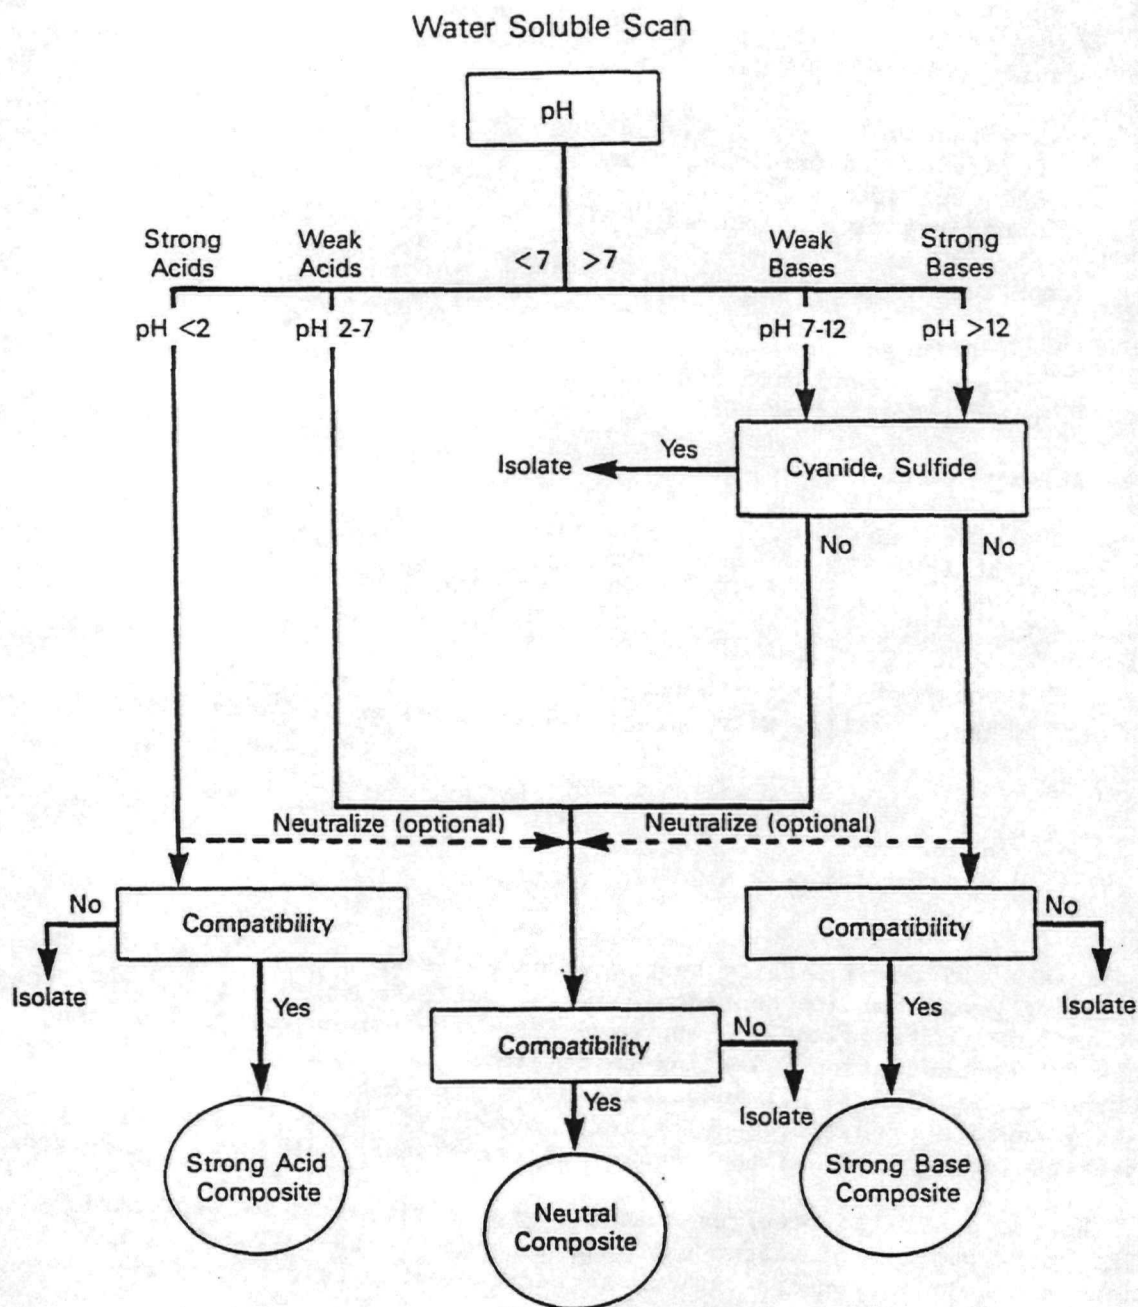 Water Soluble Scan
pH
Strong
Acids
Weak
Acids
<7
>7
Weak
Bases
Strong
Bases
pH <2
pH 2-7
pH 7-12
pH >12
Isolate
Yes
Cyanide, Sulfide
No
No
Neutralize (optional)
Neutralize (optional)
No
Compatibility
Compatibility
No
Isolate
Yes
Yes
Isolate
Compatibility
No
Yes
Isolate
Strong Acid
Composite
Neutral
Composite
Strong Base
Composite